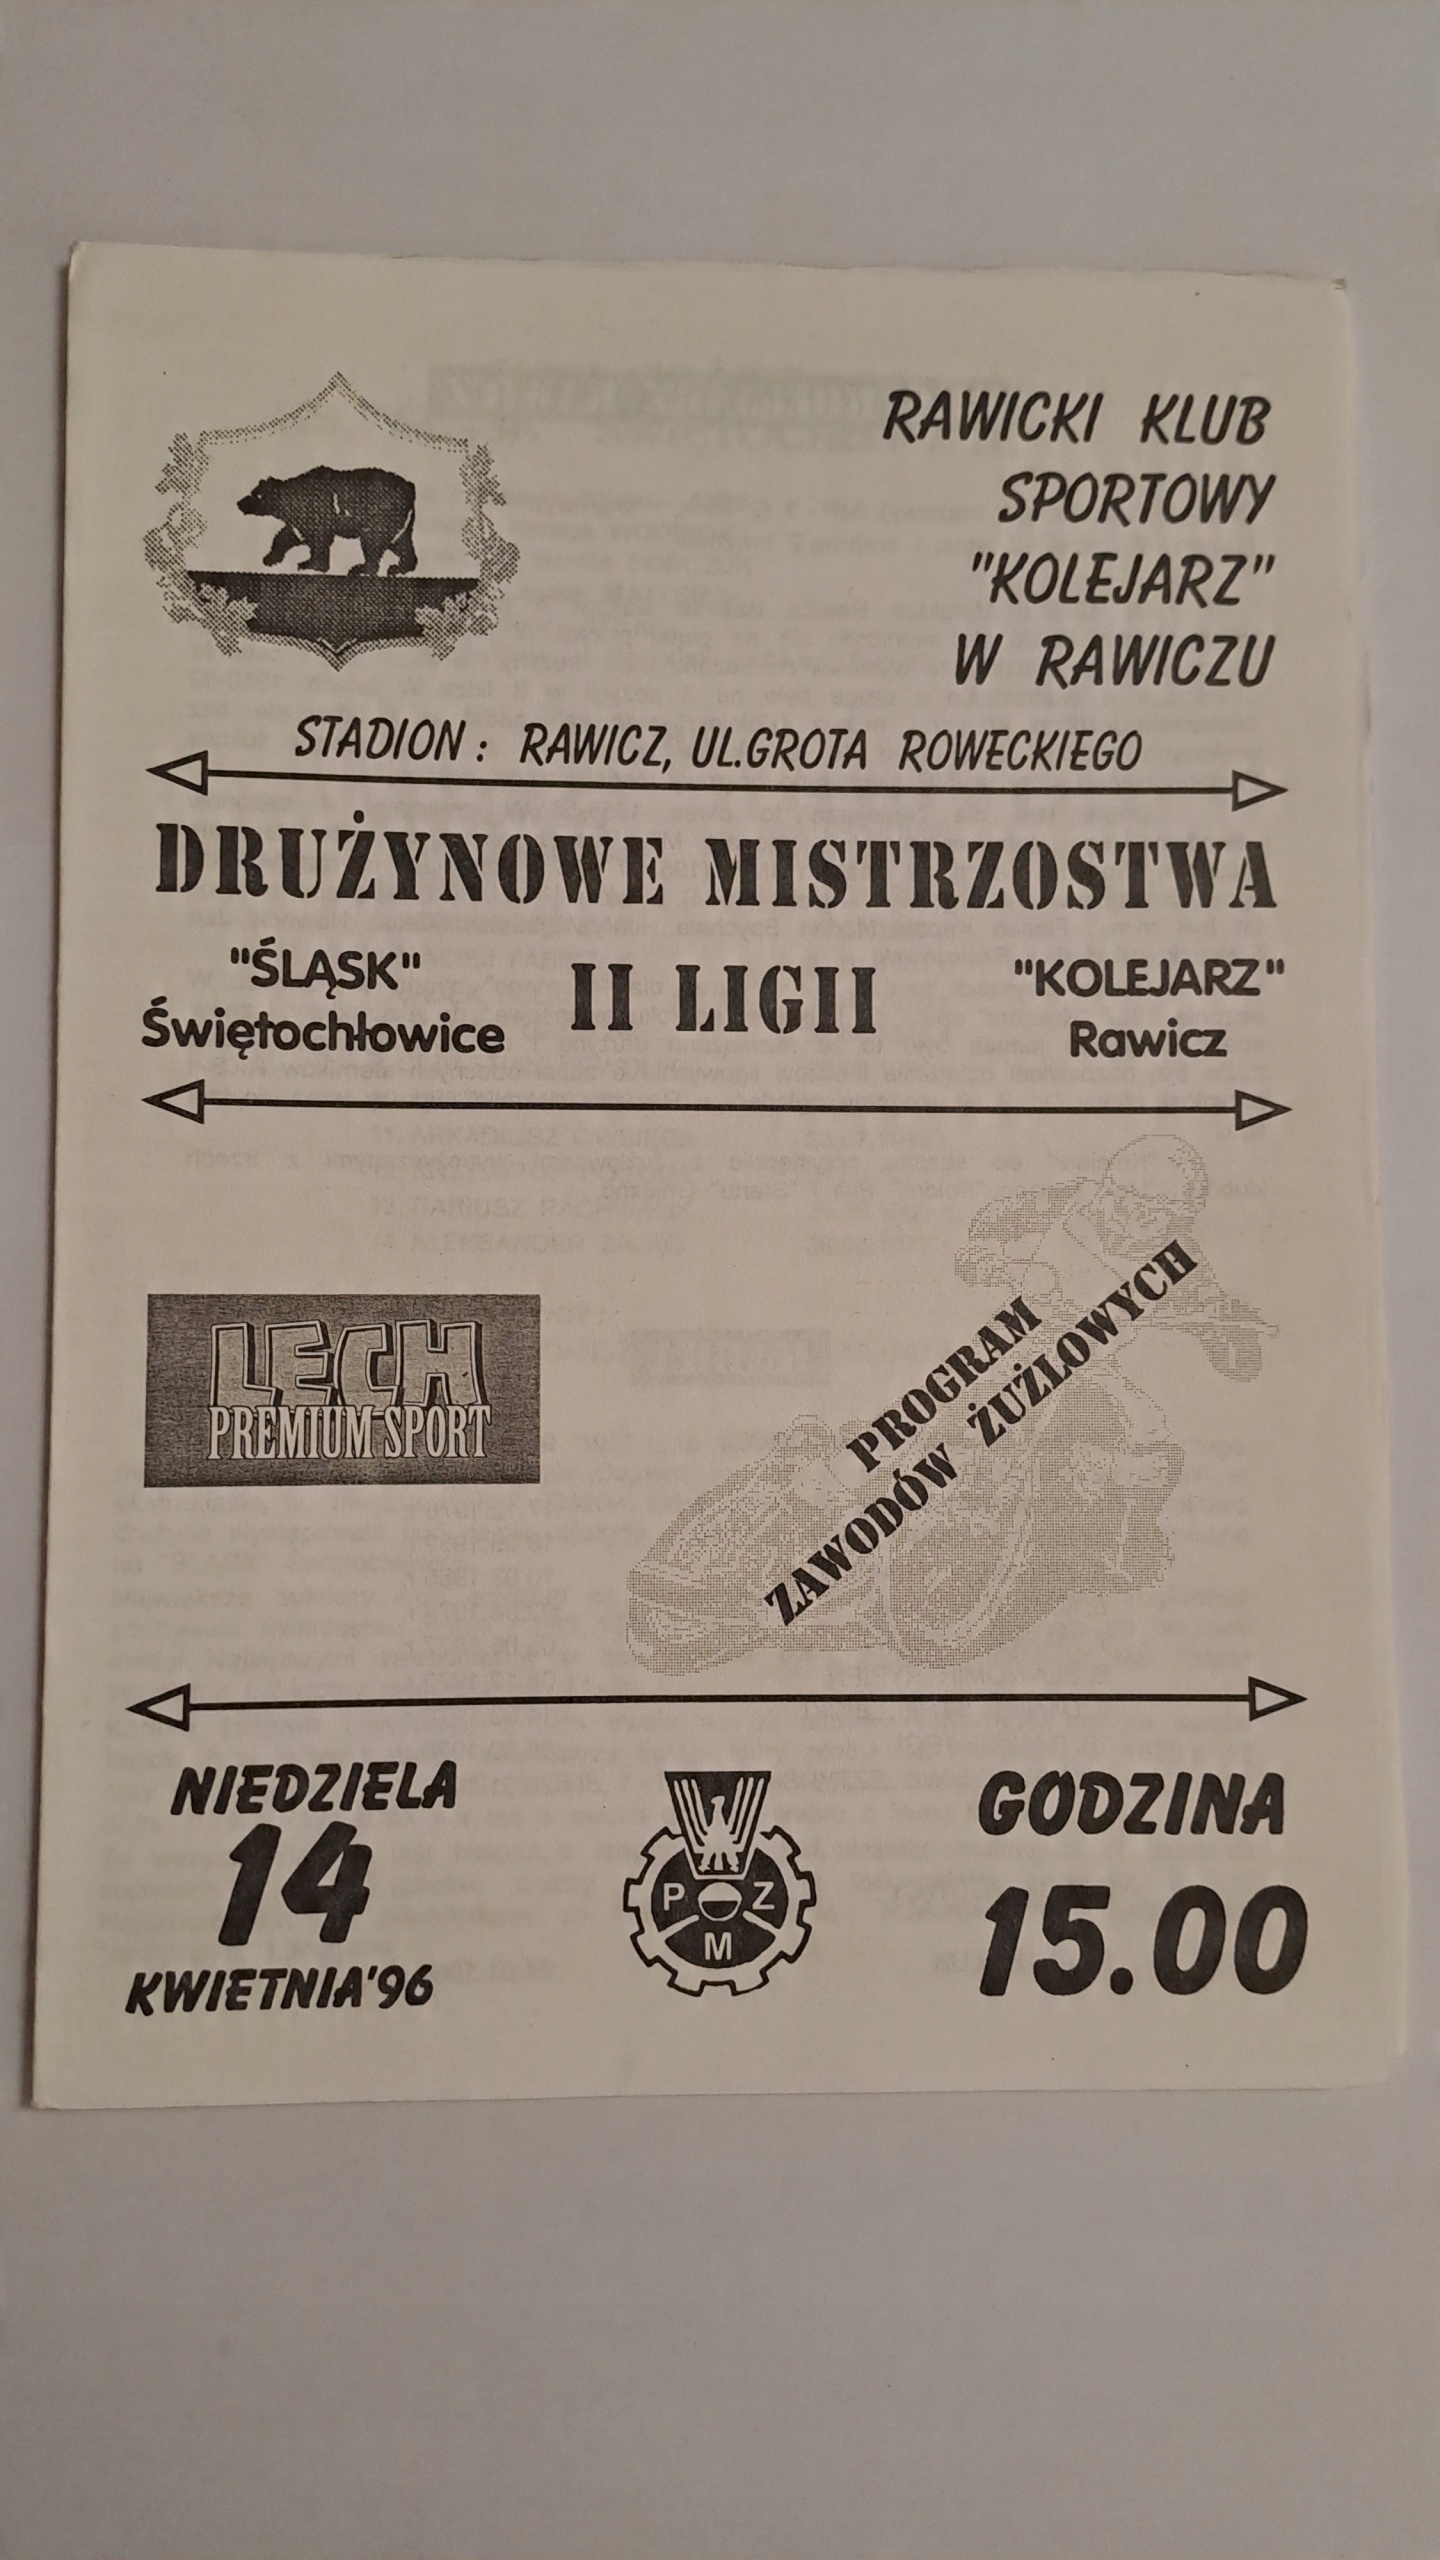 RAWICKI KLUB
SPORTOWY
"KOLEJARZ"
W RAWICZU
STADION : RAWICZ, UL.GROTA ROWECKIEGO
DRUŻYNOWE MISTRZOSTWA
II LIGII
"ŚLĄSK"
Świętochłowice
"KOLEJARZ"
Rawicz
LECH
PREMIUM SPORT
PROGRAM
ZAWODÓW ŻUŻLOWYCH
NIEDZIELA
14
KWIETNIA'96
P Z
M
GODZINA
15.00